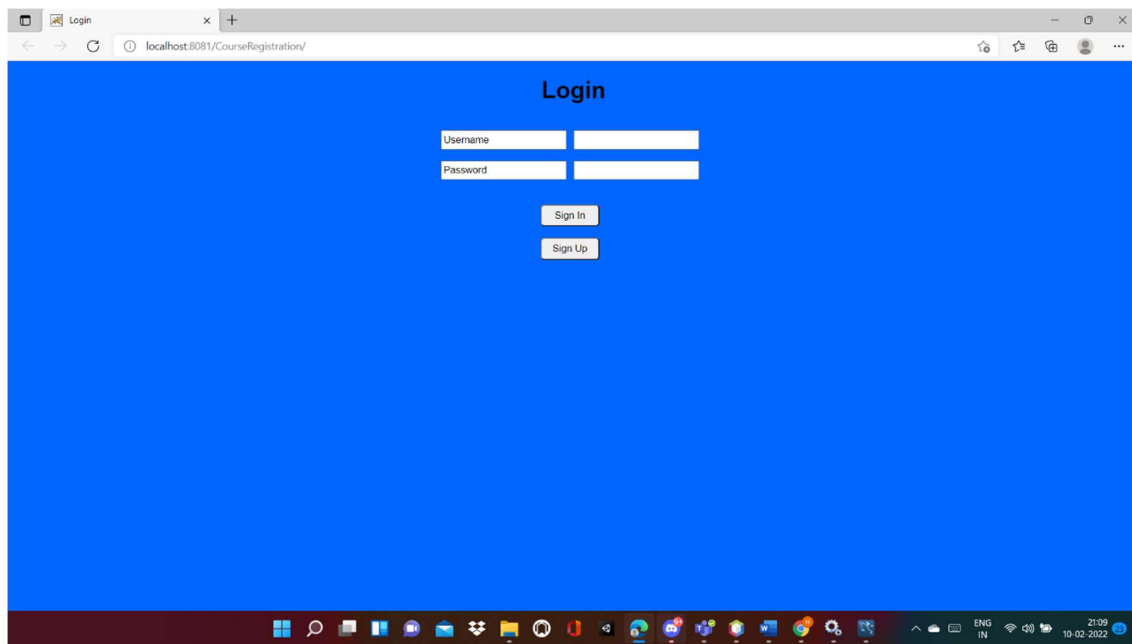 Login
localhost:8081/CourseRegistration/
Login
Username
Password
Sign In
Sign Up
ENG 21:09
IN 10-02-2022